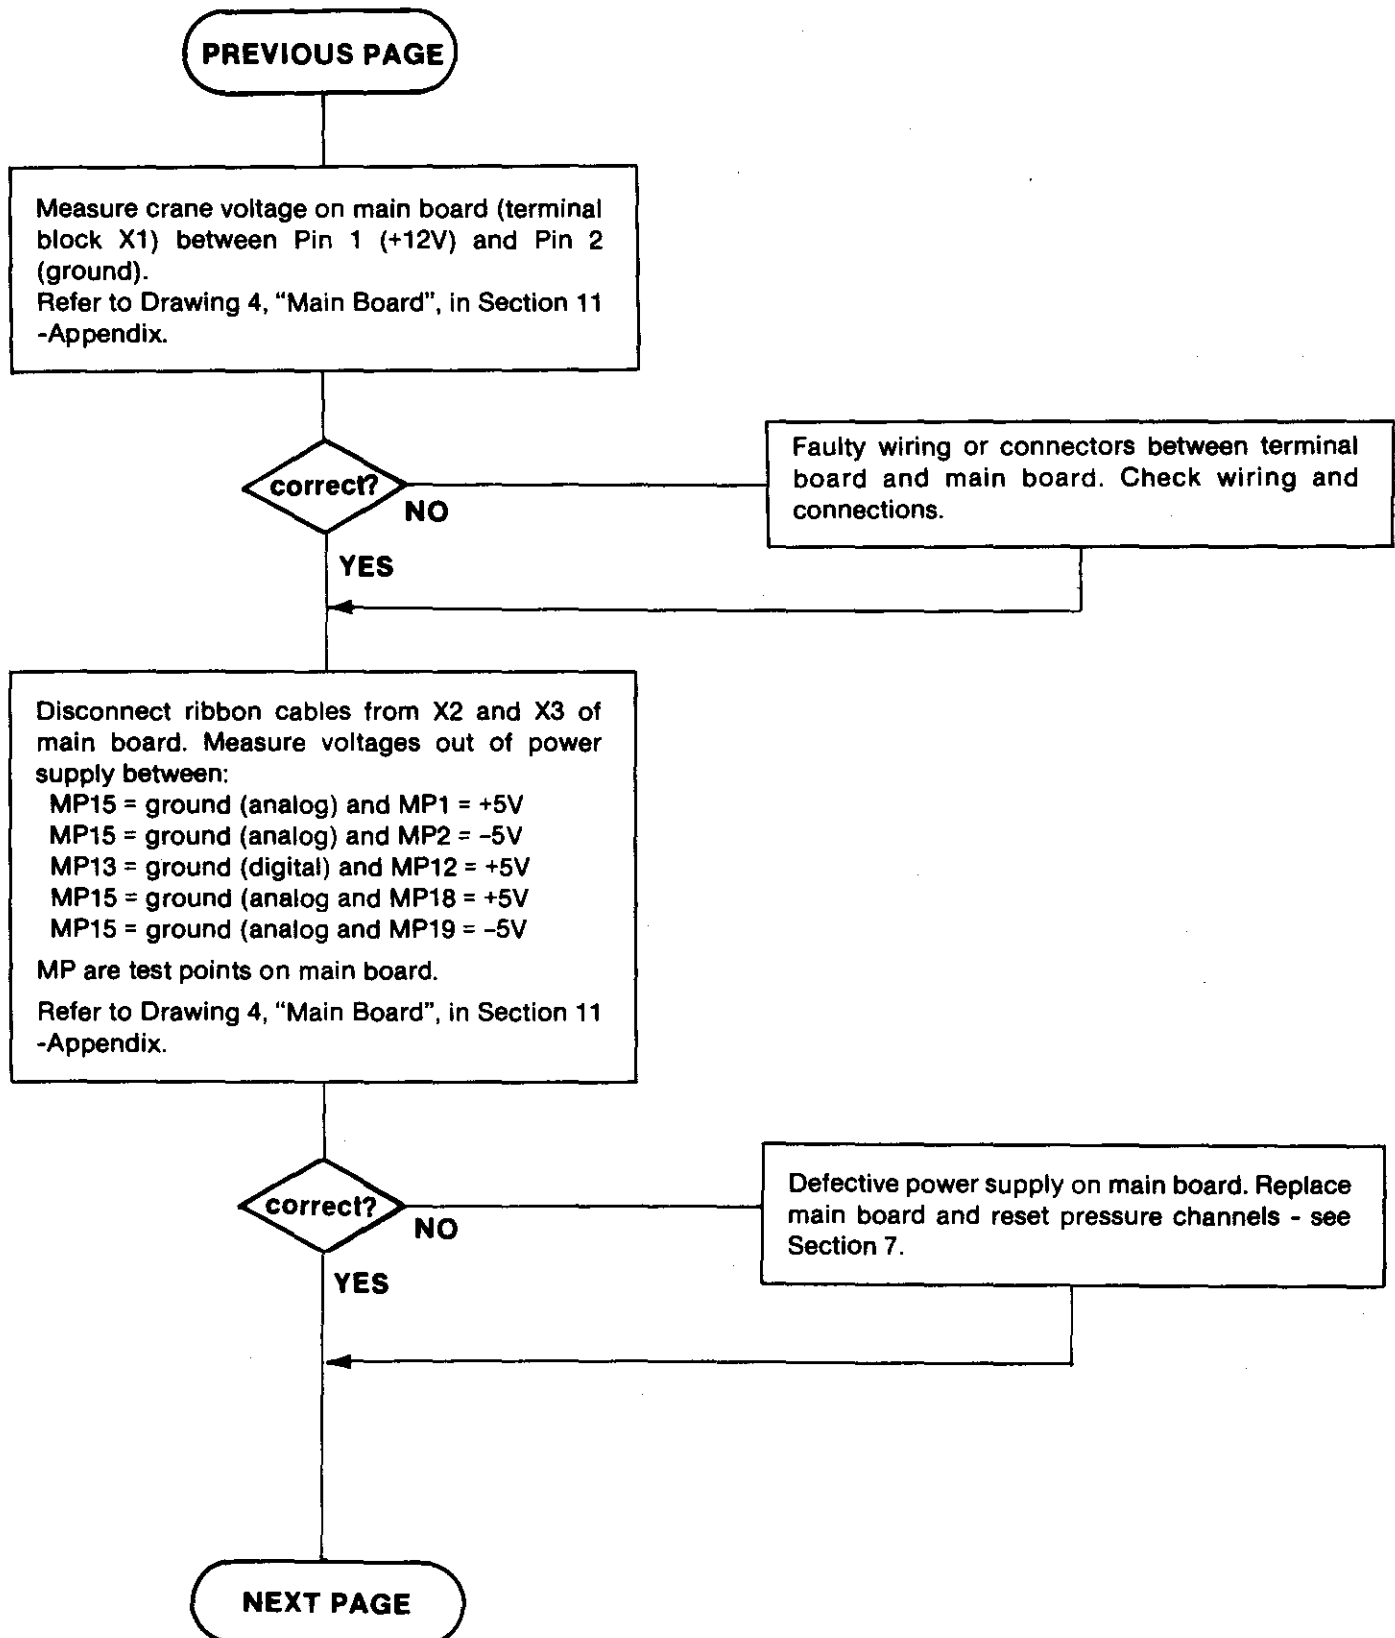 PREVIOUS PAGE
Measure crane voltage on main board (terminal
block X1) between Pin 1 (+12V) and Pin 2
(ground).
Refer to Drawing 4, “Main Board”, in Section 11
-Appendix.
correct?
NO
Faulty wiring or connectors between terminal
board and main board. Check wiring and
connections.
YES
Disconnect ribbon cables from X2 and X3 of
main board. Measure voltages out of power
supply between:
MP15 = ground (analog) and MP1 = +5V
MP15 = ground (analog) and MP2 = –5V
MP13 = ground (digital) and MP12 = +5V
MP15 = ground (analog and MP18 = +5V
MP15 = ground (analog and MP19 = –5V
MP are test points on main board.
Refer to Drawing 4, “Main Board”, in Section 11
-Appendix.
correct?
NO
Defective power supply on main board. Replace
main board and reset pressure channels - see
Section 7.
YES
NEXT PAGE